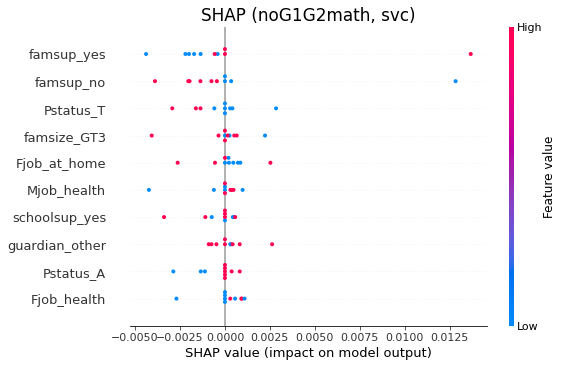 SHAP (noG1G2math, svc)
High
famsup_yes
famsup_no
Pstatus_T
famsize_GT3
Fjob_at_home
Mjob_health
schoolsup_yes
guardian_other
Pstatus_A
Fjob_health
Feature value
Low
−0.0050 −0.0025 0.0000 0.0025 0.0050 0.0075 0.0100 0.0125
SHAP value (impact on model output)